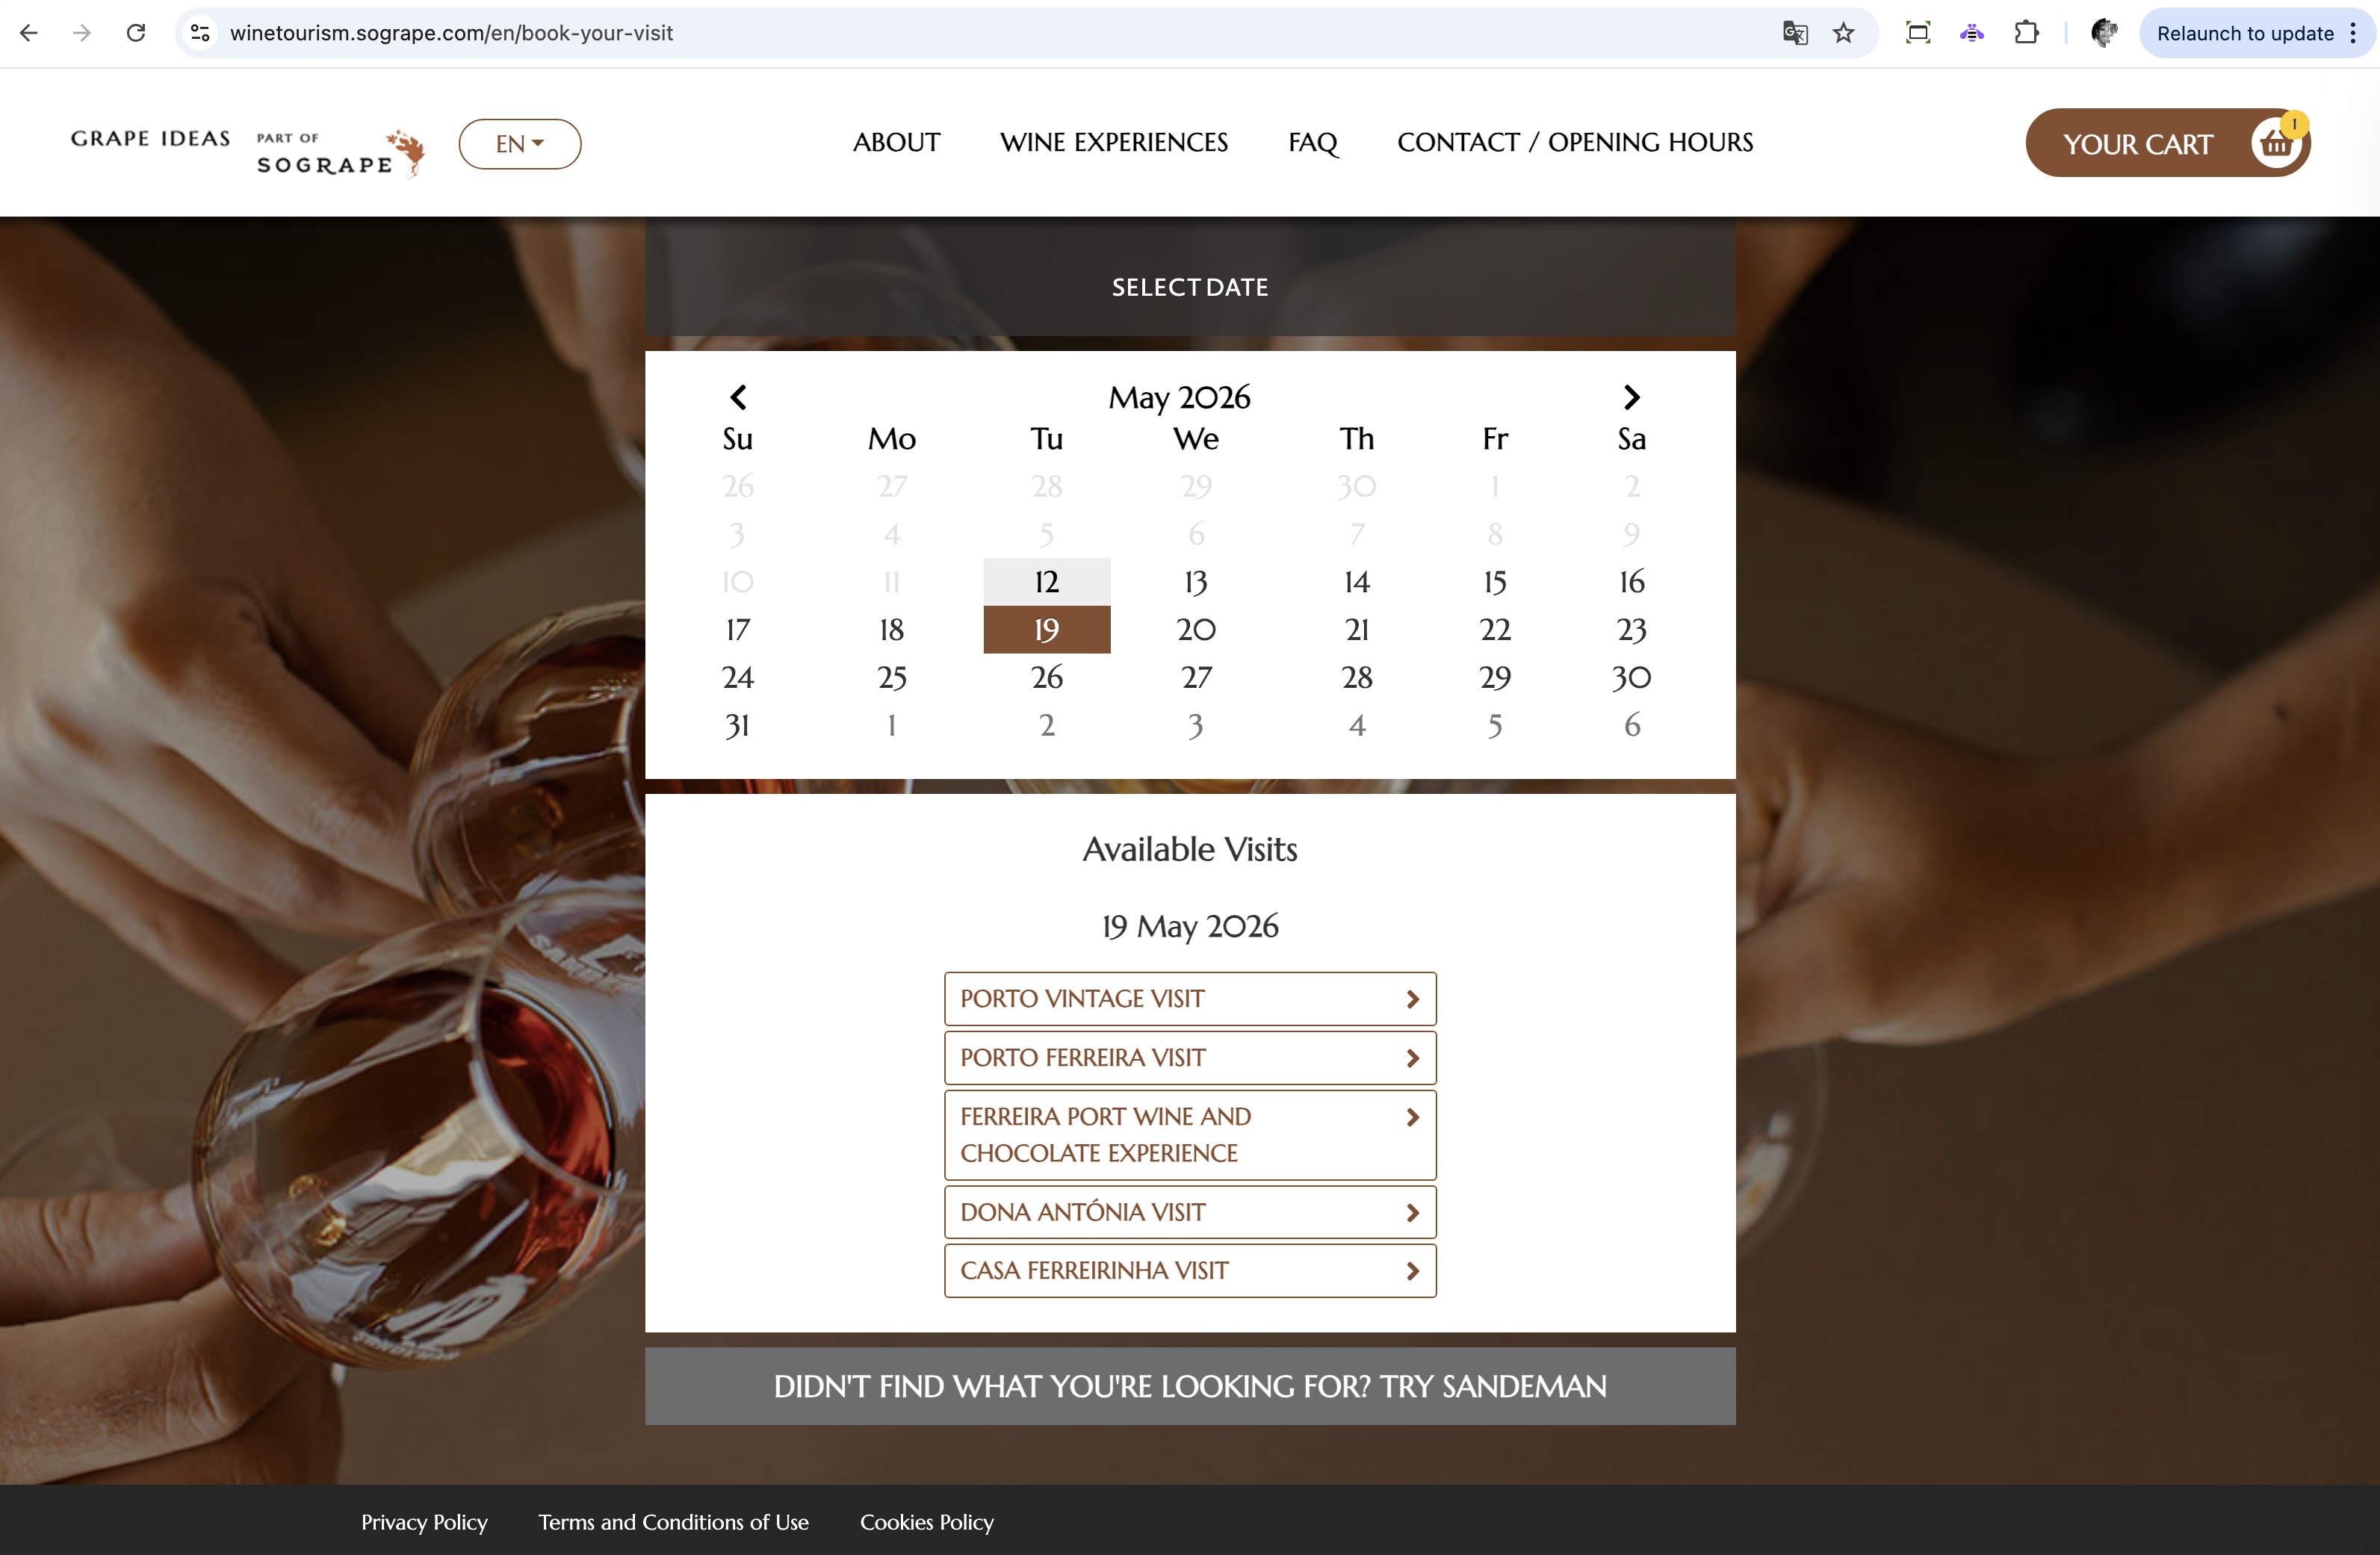 winetourism.sogrape.com/en/book-your-visit
Relaunch to update
GRAPE IDEAS
PART OF
SOGRAPE
EN
ABOUT
WINE EXPERIENCES
FAQ
CONTACT / OPENING HOURS
YOUR CART
1
SELECT DATE
May 2026
Su Mo Tu We Th Fr Sa
26 27 28 29 30 1 2
3 4 5 6 7 8 9
10 11 12 13 14 15 16
17 18 19 20 21 22 23
24 25 26 27 28 29 30
31 1 2 3 4 5 6
Available Visits
19 May 2026
PORTO VINTAGE VISIT
PORTO FERREIRA VISIT
FERREIRA PORT WINE AND
CHOCOLATE EXPERIENCE
DONA ANTÓNIA VISIT
CASA FERREIRINHA VISIT
DIDN'T FIND WHAT YOU'RE LOOKING FOR? TRY SANDEMAN
Privacy Policy
Terms and Conditions of Use
Cookies Policy